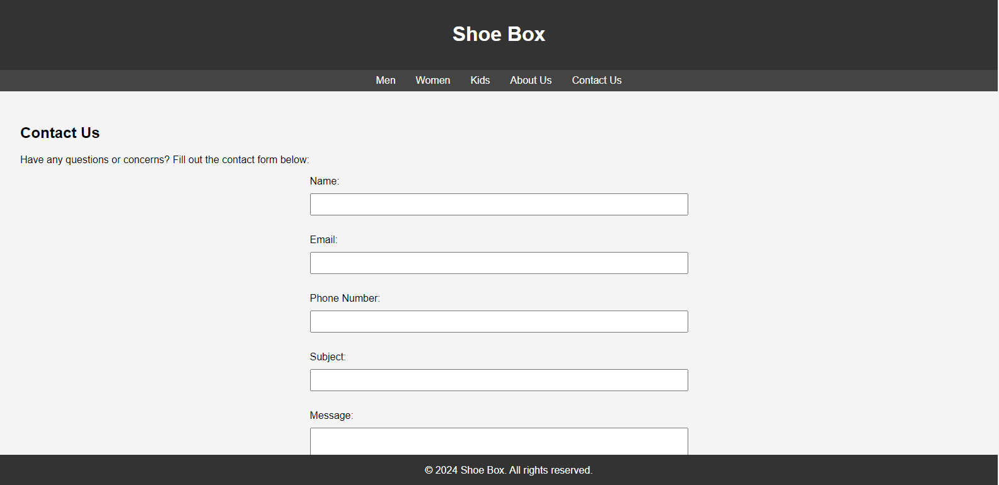 Shoe Box
Men Women Kids About Us Contact Us
Contact Us
Have any questions or concerns? Fill out the contact form below:
Name:
Email:
Phone Number:
Subject:
Message:
© 2024 Shoe Box. All rights reserved.